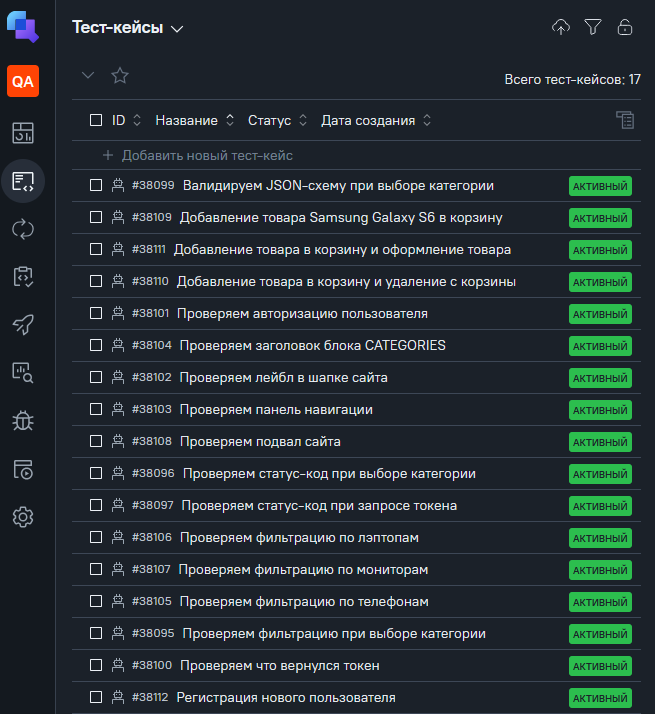 Тест-кейсы
QA
Всего тест-кейсов: 17
ID Название Статус Дата создания
+ Добавить новый тест-кейс
#38099 Валидируем JSON-схему при выборе категории АКТИВНЫЙ
#38109 Добавление товара Samsung Galaxy S6 в корзину АКТИВНЫЙ
#38111 Добавление товара в корзину и оформление товара АКТИВНЫЙ
#38110 Добавление товара в корзину и удаление с корзины АКТИВНЫЙ
#38101 Проверяем авторизацию пользователя АКТИВНЫЙ
#38104 Проверяем заголовок блока CATEGORIES АКТИВНЫЙ
#38102 Проверяем лейбл в шапке сайта АКТИВНЫЙ
#38103 Проверяем панель навигации АКТИВНЫЙ
#38108 Проверяем подвал сайта АКТИВНЫЙ
#38096 Проверяем статус-код при выборе категории АКТИВНЫЙ
#38097 Проверяем статус-код при запросе токена АКТИВНЫЙ
#38106 Проверяем фильтрацию по лэптопам АКТИВНЫЙ
#38107 Проверяем фильтрацию по мониторам АКТИВНЫЙ
#38105 Проверяем фильтрацию по телефонам АКТИВНЫЙ
#38095 Проверяем фильтрацию при выборе категории АКТИВНЫЙ
#38100 Проверяем что вернулся токен АКТИВНЫЙ
#38112 Регистрация нового пользователя АКТИВНЫЙ